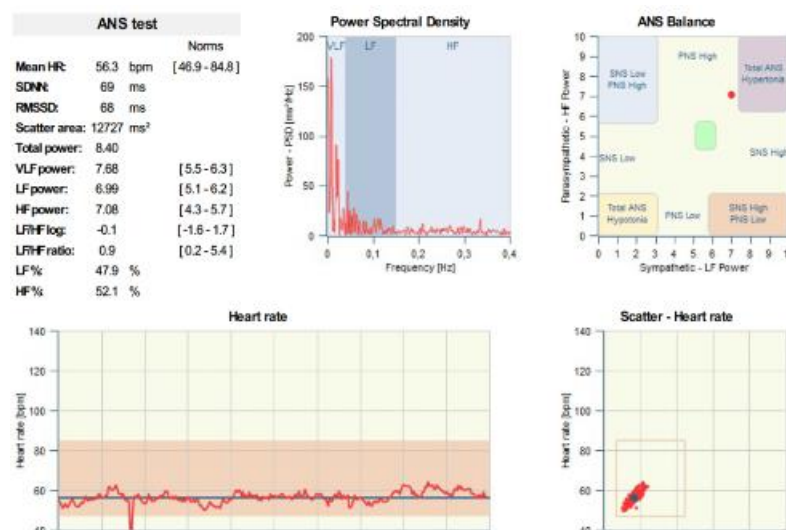 ANS test
Norms
Mean HR: 56.3 bpm [46.9 - 84.8]
SDNN: 69 ms
RMSSD: 68 ms
Scatter area: 12727 ms²
Total power: 8.40
VLF power: 7.68 [5.5 - 6.3]
LF power: 6.99 [5.1 - 6.2]
HF power: 7.08 [4.3 - 5.7]
LF/HF log: -0.1 [-1.6 - 1.7]
LF/HF ratio: 0.9 [0.2 - 5.4]
LF%: 47.9 %
HF%: 52.1 %
Power Spectral Density
VLF LF HF
200
150
100
50
0
Power - PSD [ms²/Hz]
0 0,1 0,2 0,3 0,4
Frequency [Hz]
ANS Balance
10
9
8
7
6
5
4
3
2
1
0
Parasympathetic - HF Power
SNS Low
PNS High
PNS High
Total ANS
Hypertonia
SNS Low
SNS High
Total ANS
Hypotonia
PNS Low
SNS High
PNS Low
0 1 2 3 4 5 6 7 8 9
Sympathetic - LF Power
Heart rate
140
120
100
80
60
40
Heart rate [bpm]
Scatter - Heart rate
140
120
100
80
60
40
Heart rate [bpm]